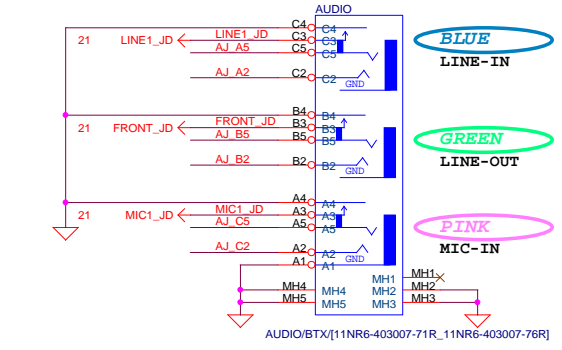 AUDIO
C4 C4
21 LINE1_JD LINE1_JD C3 C3 BLUE
AJ_A5 C5 C5 LINE-IN
AJ_A2 C2 C2 GND
B4 B4
21 FRONT_JD FRONT_JD B3 B3 GREEN
AJ_B5 B5 B5 LINE-OUT
AJ_B2 B2 B2 GND
A4 A4
21 MIC1_JD MIC1_JD A3 A3 PINK
AJ_C5 A5 A5 MIC-IN
AJ_C2 A2 A2 GND
A1 A1
MH1 MH1
MH4 MH4 MH2 MH2
MH5 MH5 MH3 MH3
AUDIO/BTX/[11NR6-403007-71R_11NR6-403007-76R]